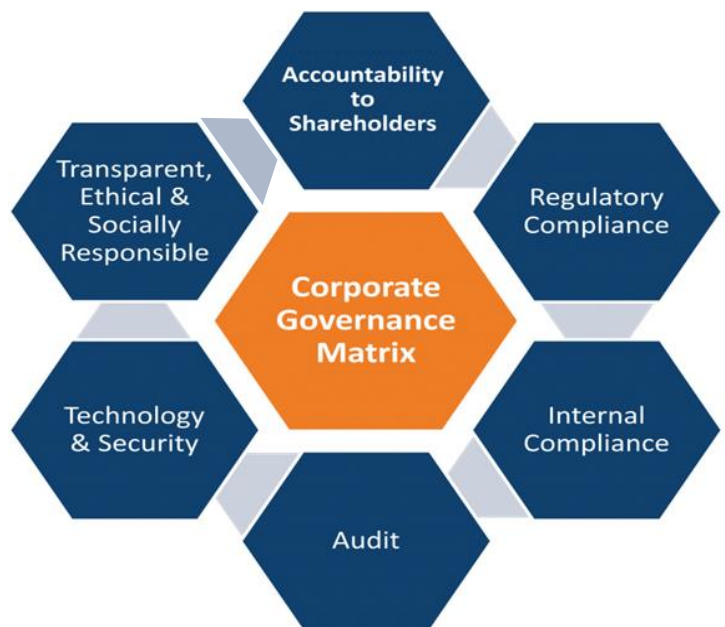 Accountability
to
Shareholders
Transparent,
Ethical &
Socially
Responsible
Regulatory
Compliance
Corporate
Governance
Matrix
Technology
& Security
Internal
Compliance
Audit